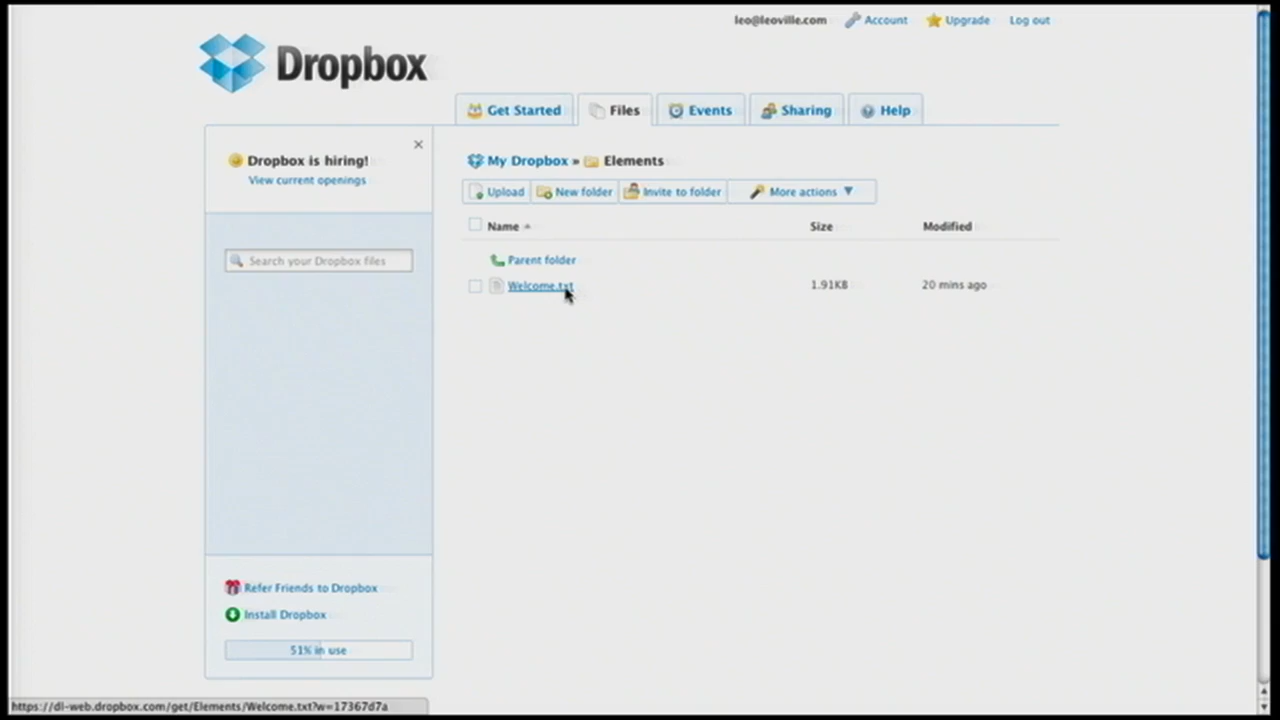 leo@leoville.com Account Upgrade Log out
Dropbox
Get Started Files Events Sharing Help
Dropbox is hiring! ×
View current openings
My Dropbox » Elements
Upload New folder Invite to folder More actions ▼
Name ▲ Size Modified
Search your Dropbox files
Parent folder
Welcome.txt 1.91KB 20 mins ago
Refer Friends to Dropbox
Install Dropbox
51% in use
https://dl-web.dropbox.com/get/Elements/Welcome.txt?w=17367d7a